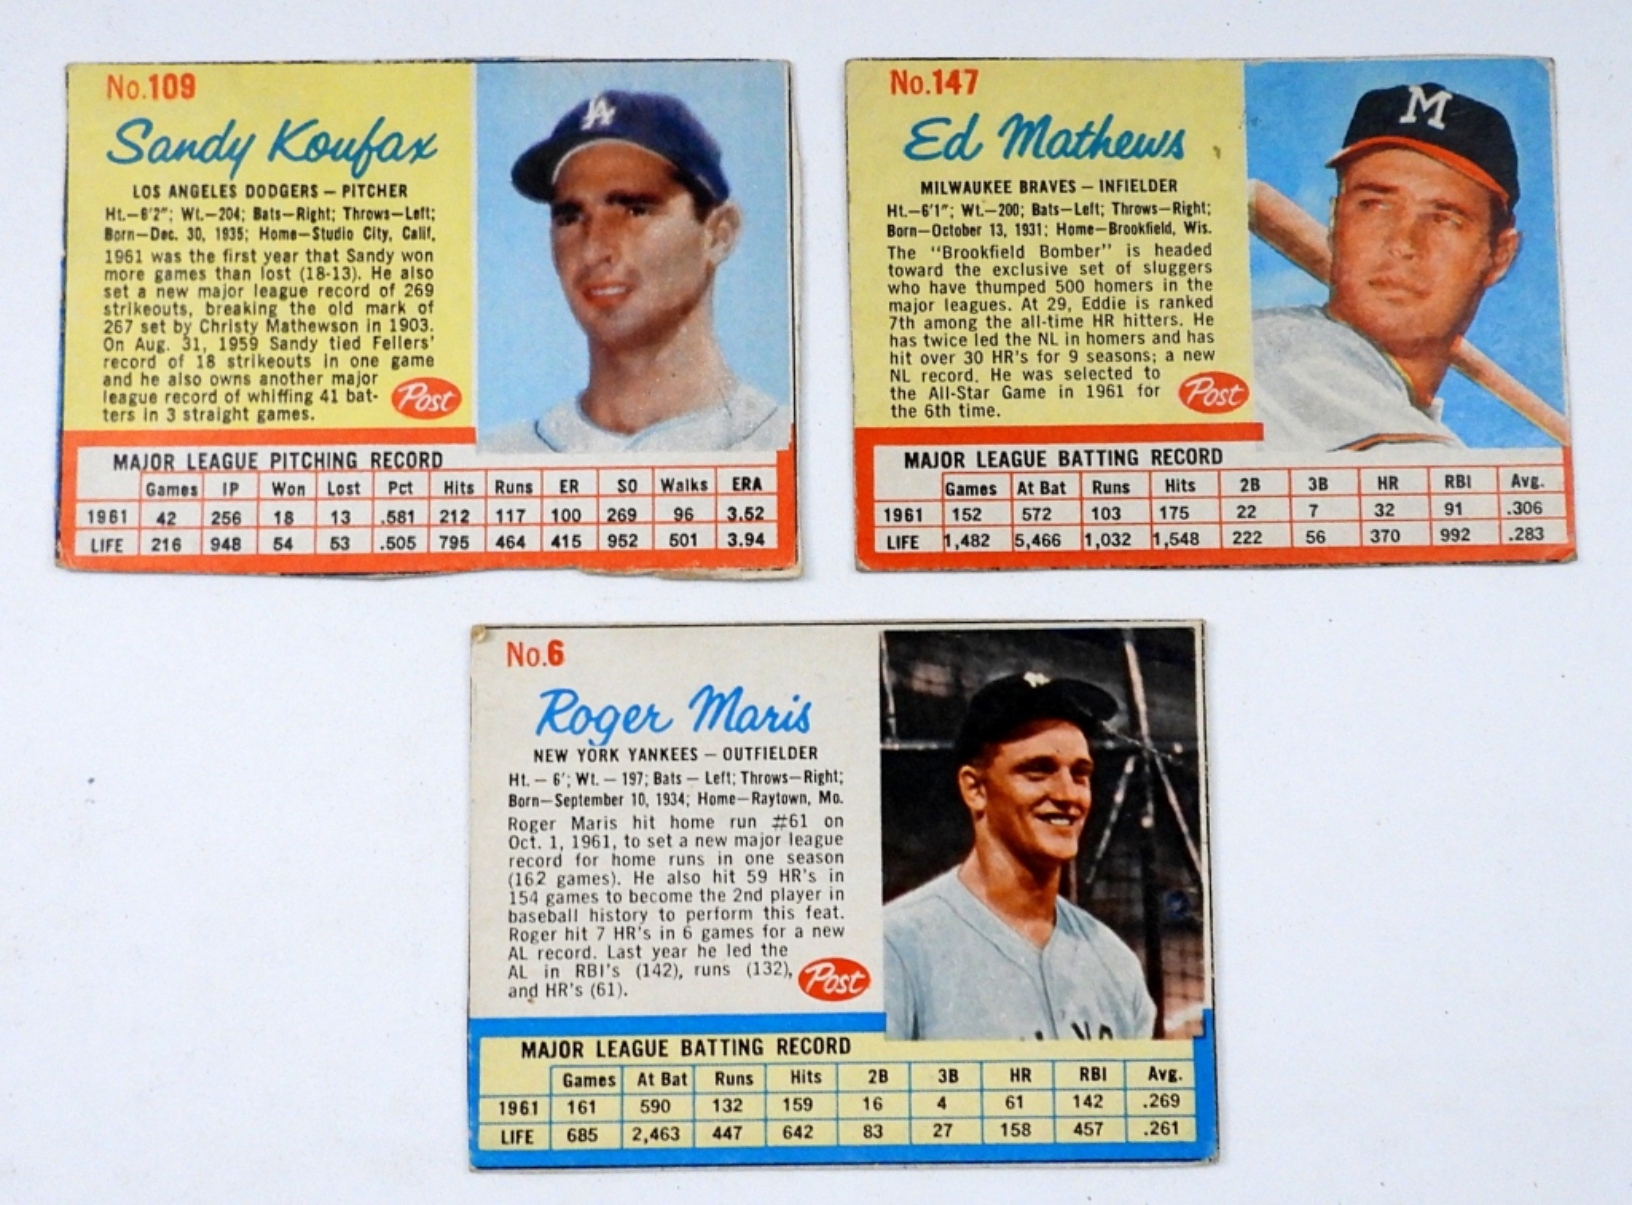 No.109
Sandy Koufax
LOS ANGELES DODGERS – PITCHER
Ht.–6'2"; Wt.–204; Bats–Right; Throws–Left;
Born–Dec. 30, 1935; Home–Studio City, Calif.
1961 was the first year that Sandy won
more games than lost (18-13). He also
set a new major league record of 269
strikeouts, breaking the old mark of
267 set by Christy Mathewson in 1903.
On Aug. 31, 1959 Sandy tied Fellers'
record of 18 strikeouts in one game
and he also owns another major
league record of whiffing 41 bat-
ters in 3 straight games.
Post
LA
MAJOR LEAGUE PITCHING RECORD
Games IP Won Lost Pct Hits Runs ER SO Walks ERA
1961 42 256 18 13 .581 212 117 100 269 96 3.52
LIFE 216 948 54 53 .505 795 464 415 952 501 3.94
No.147
Ed Mathews
MILWAUKEE BRAVES – INFIELDER
Ht.–6'1"; Wt.–200; Bats–Left; Throws–Right;
Born–October 13, 1931; Home–Brookfield, Wis.
The "Brookfield Bomber" is headed
toward the exclusive set of sluggers
who have thumped 500 homers in the
major leagues. At 29, Eddie is ranked
7th among the all-time HR hitters. He
has twice led the NL in homers and has
hit over 30 HR's for 9 seasons; a new
NL record. He was selected to
the All-Star Game in 1961 for
the 6th time.
Post
M
MAJOR LEAGUE BATTING RECORD
Games At Bat Runs Hits 2B 3B HR RBI Avg.
1961 152 572 103 175 22 7 32 91 .306
LIFE 1,482 5,466 1,032 1,548 222 56 370 992 .283
No.6
Roger Maris
NEW YORK YANKEES – OUTFIELDER
Ht. – 6'; Wt. – 197; Bats – Left; Throws–Right;
Born–September 10, 1934; Home–Raytown, Mo.
Roger Maris hit home run #61 on
Oct. 1, 1961, to set a new major league
record for home runs in one season
(162 games). He also hit 59 HR's in
154 games to become the 2nd player in
baseball history to perform this feat.
Roger hit 7 HR's in 6 games for a new
AL record. Last year he led the
AL in RBI's (142), runs (132),
and HR's (61).
Post
MAJOR LEAGUE BATTING RECORD
Games At Bat Runs Hits 2B 3B HR RBI Avg.
1961 161 590 132 159 16 4 61 142 .269
LIFE 685 2,463 447 642 83 27 158 457 .261